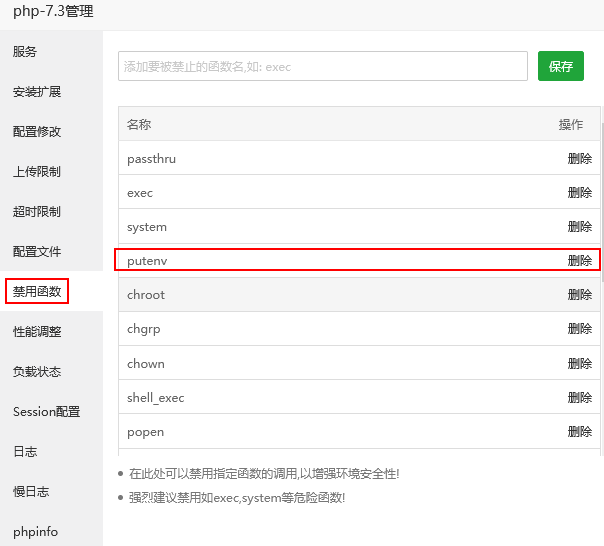 php-7.3管理
服务
安装扩展
配置修改
上传限制
超时限制
配置文件
禁用函数
性能调整
负载状态
Session配置
日志
慢日志
phpinfo
添加要被禁止的函数名,如: exec
保存
名称 操作
passthru 删除
exec 删除
system 删除
putenv 删除
chroot 删除
chgrp 删除
chown 删除
shell_exec 删除
popen 删除
在此处可以禁用指定函数的调用,以增强环境安全性!
强烈建议禁用如exec,system等危险函数!